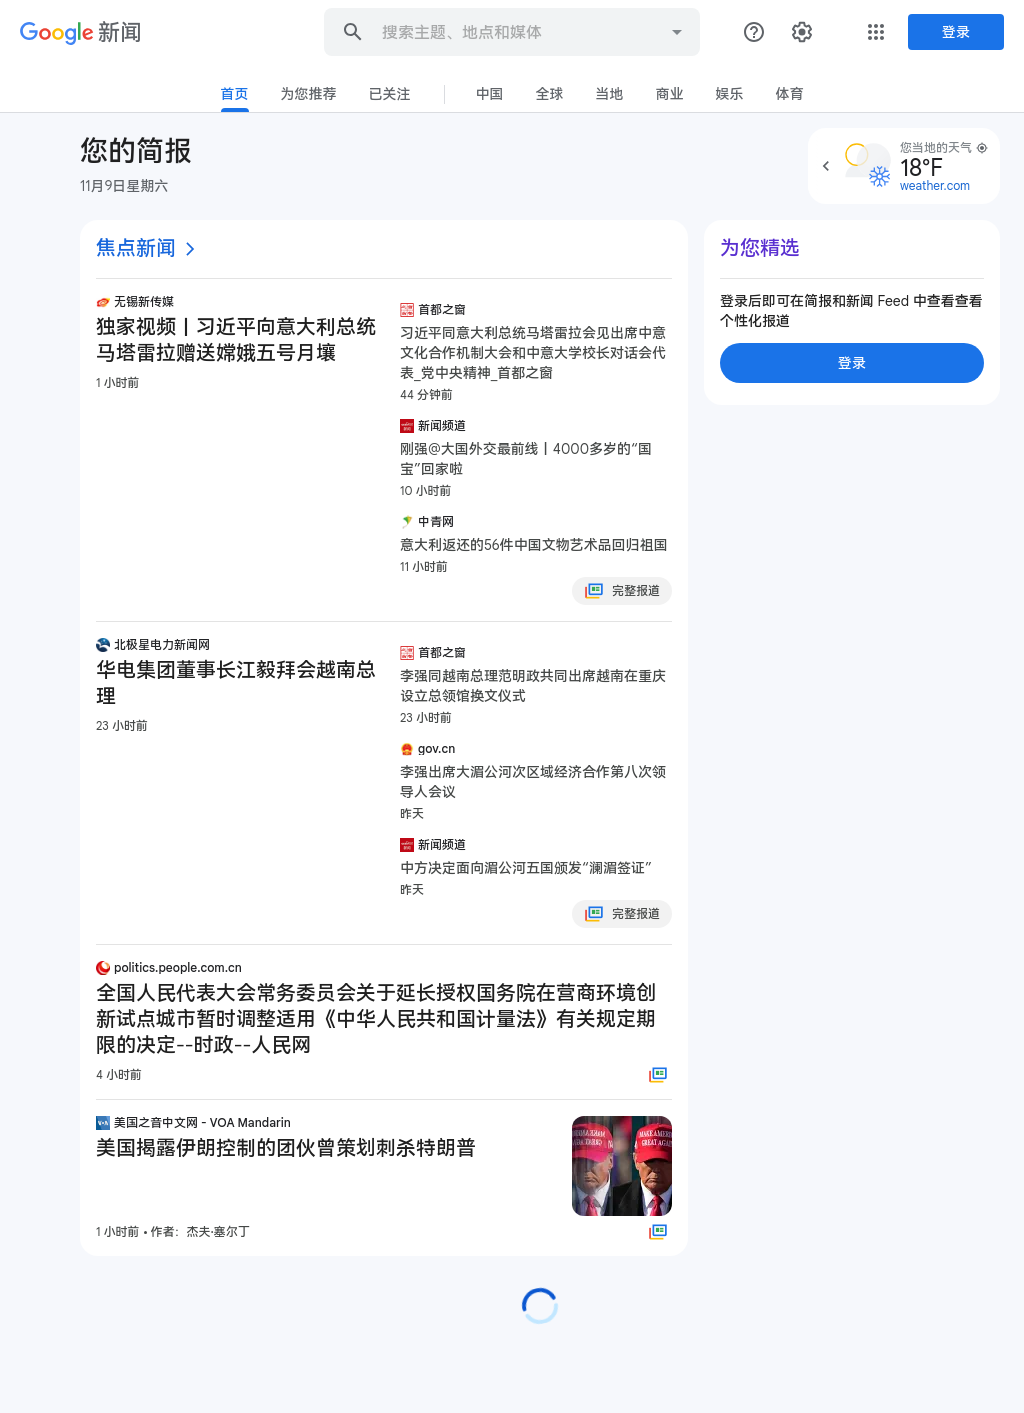 Google 新闻
搜索主题、地点和媒体
登录
首页 为您推荐 已关注 中国 全球 当地 商业 娱乐 体育
您的简报
11月9日星期六
您当地的天气
18°F
weather.com
焦点新闻
无锡新传媒
独家视频丨习近平向意大利总统
马塔雷拉赠送嫦娥五号月壤
1 小时前
首都之窗
习近平同意大利总统马塔雷拉会见出席中意
文化合作机制大会和中意大学校长对话会代
表_党中央精神_首都之窗
44 分钟前
新闻频道
刚强@大国外交最前线丨4000多岁的“国
宝”回家啦
10 小时前
中青网
意大利返还的56件中国文物艺术品回归祖国
11 小时前
完整报道
北极星电力新闻网
华电集团董事长江毅拜会越南总
理
23 小时前
首都之窗
李强同越南总理范明政共同出席越南在重庆
设立总领馆换文仪式
23 小时前
gov.cn
李强出席大湄公河次区域经济合作第八次领
导人会议
昨天
新闻频道
中方决定面向湄公河五国颁发“澜湄签证”
昨天
完整报道
politics.people.com.cn
全国人民代表大会常务委员会关于延长授权国务院在营商环境创
新试点城市暂时调整适用《中华人民共和国计量法》有关规定期
限的决定--时政--人民网
4 小时前
美国之音中文网 - VOA Mandarin
美国揭露伊朗控制的团伙曾策划刺杀特朗普
1 小时前 • 作者：杰夫·塞尔丁
为您精选
登录后即可在简报和新闻 Feed 中查看查看
个性化报道
登录